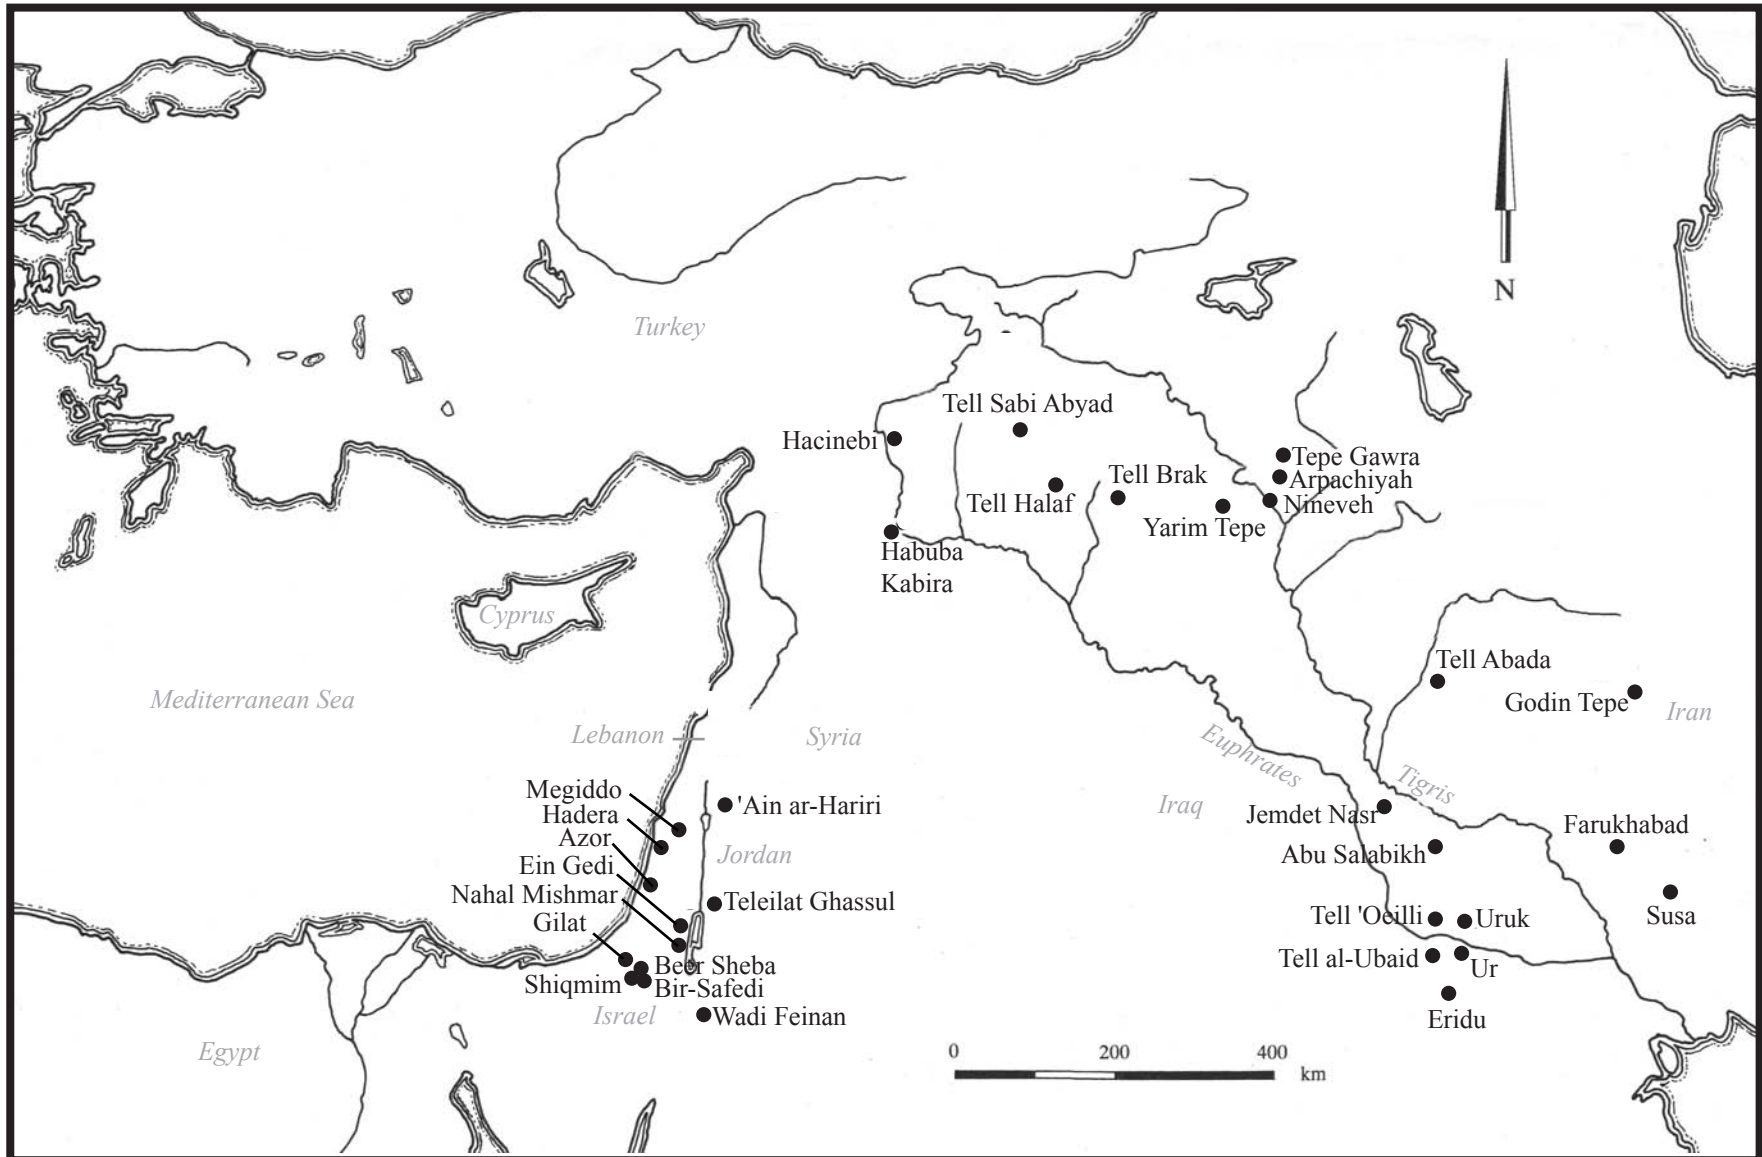 N
Turkey
Tell Sabi Abyad
Hacinebi
Tepe Gawra
Tell Brak
Arpachiyah
Tell Halaf
Nineveh
Yarim Tepe
Habuba
Kabira
Cyprus
Tell Abada
Mediterranean Sea
Godin Tepe
Iran
Lebanon
Syria
Euphrates
Tigris
Megiddo
'Ain ar-Hariri
Iraq
Hadera
Jemdet Nasr
Farukhabad
Azor
Jordan
Abu Salabikh
Ein Gedi
Nahal Mishmar
Teleilat Ghassul
Gilat
Tell 'Oeilli
Uruk
Susa
Beer Sheba
Tell al-Ubaid
Ur
Shiqmim
Bir-Safedi
Israel
Wadi Feinan
Eridu
Egypt
0 200 400
km